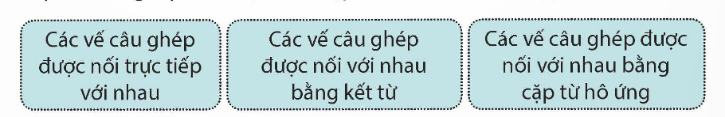 Các vế câu ghép
được nối trực tiếp
với nhau
Các vế câu ghép
được nối với nhau
bằng kết từ
Các vế câu ghép được
nối với nhau bằng
cặp từ hô ứng